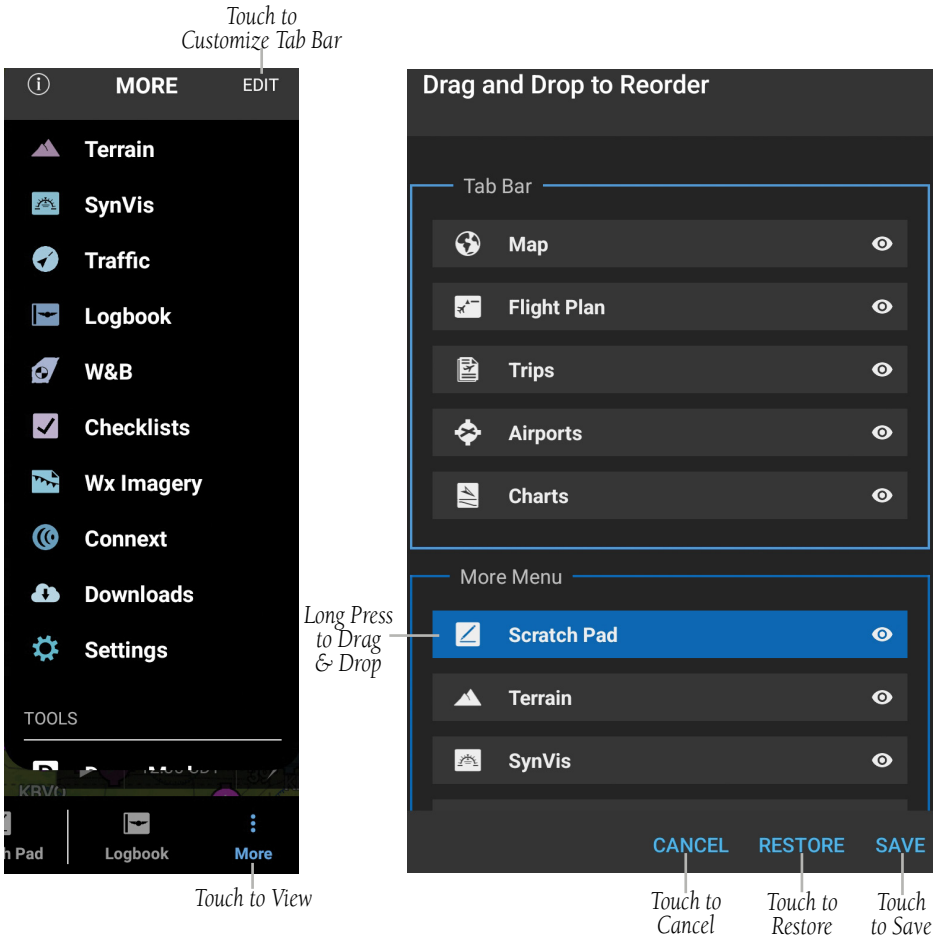 Touch to
Customize Tab Bar
MORE
EDIT
Terrain
SynVis
Traffic
Logbook
W&B
Checklists
Wx Imagery
Connext
Downloads
Settings
TOOLS
KBVO
h Pad
Logbook
More
Touch to View
Drag and Drop to Reorder
Tab Bar
Map
Flight Plan
Trips
Airports
Charts
More Menu
Long Press
to Drag
& Drop
Scratch Pad
Terrain
SynVis
CANCEL
RESTORE
SAVE
Touch to
Cancel
Touch to
Restore
Touch
to Save